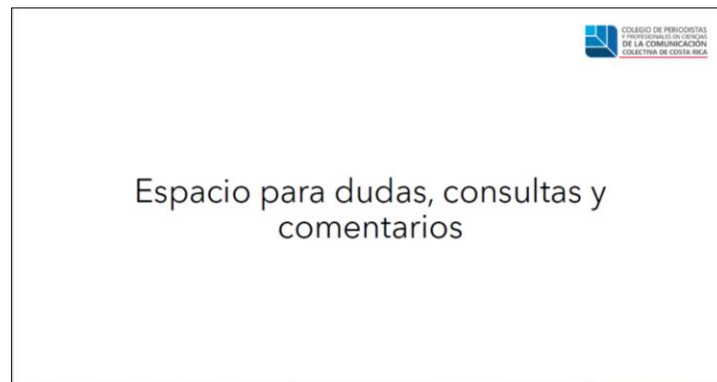 COLEGIO DE PERIODISTAS
Y PROFESIONALES EN CIENCIAS
DE LA COMUNICACIÓN
COLECTIVA DE COSTA RICA
Espacio para dudas, consultas y
comentarios